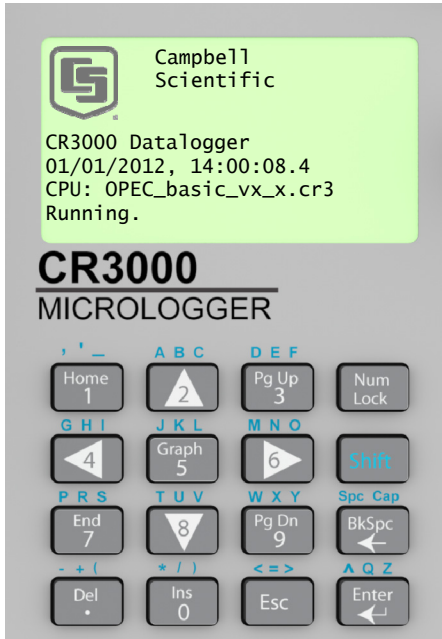 Campbell
Scientific
CR3000 Datalogger
01/01/2012, 14:00:08.4
CPU: OPEC_basic_vx_x.cr3
Running.
CR3000
MICROLOGGER
, ' _ A B C D E F
Home 1 2 Pg Up 3 Num Lock
G H I J K L M N O
4 Graph 5 6 Shift
P R S T U V W X Y Spc Cap
End 7 8 Pg Dn 9 BkSpc
- + ( * / ) < = > ʌ Q Z
Del . Ins 0 Esc Enter